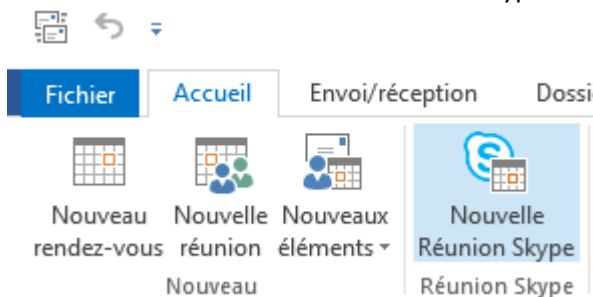 Fichier Accueil Envoi/réception
Nouveau Nouvelle Nouveaux Nouvelle
rendez-vous réunion éléments Réunion Skype
Nouveau Réunion Skype